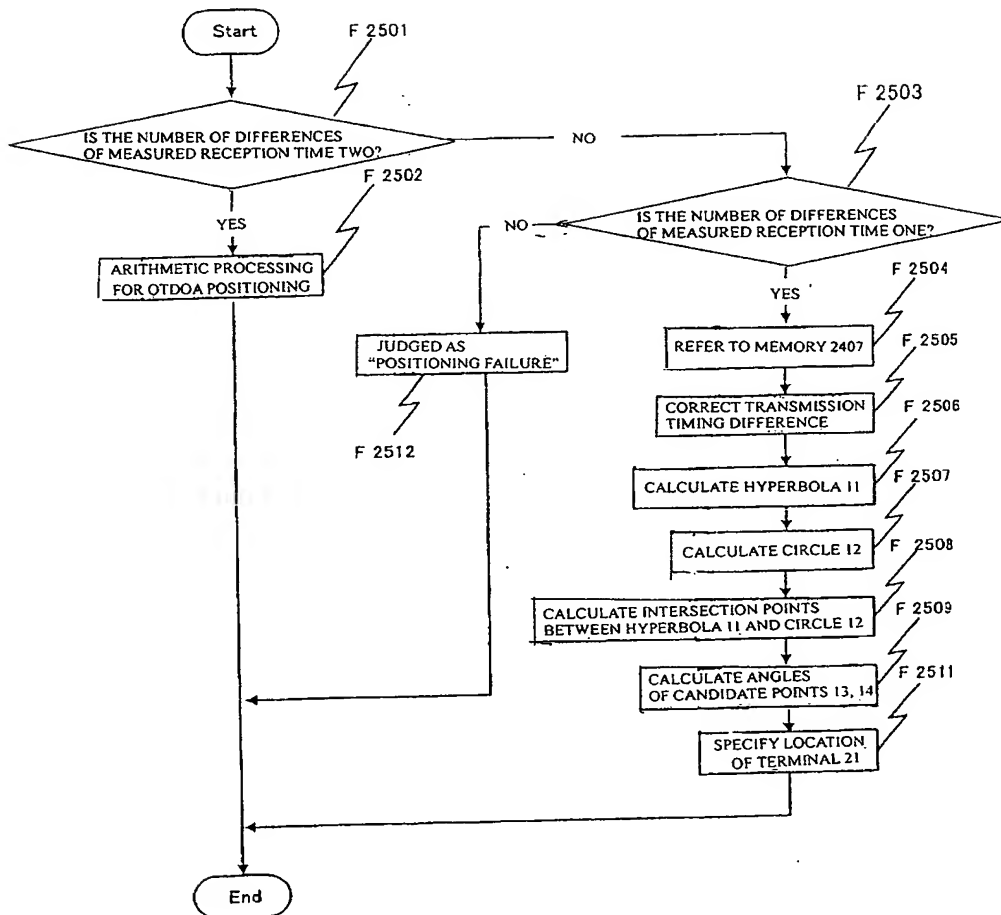 Start
F 2501
IS THE NUMBER OF DIFFERENCES
OF MEASURED RECEPTION TIME TWO?
NO
F 2503
F 2502
YES
IS THE NUMBER OF DIFFERENCES
OF MEASURED RECEPTION TIME ONE?
NO
ARITHMETIC PROCESSING
FOR OTDOA POSITIONING
YES
F 2504
JUDGED AS
"POSITIONING FAILURE"
F 2512
REFER TO MEMORY 2407
F 2505
CORRECT TRANSMISSION
TIMING DIFFERENCE
F 2506
CALCULATE HYPERBOLA 11
F 2507
CALCULATE CIRCLE 12
F 2508
CALCULATE INTERSECTION POINTS
BETWEEN HYPERBOLA 11 AND CIRCLE 12
F 2509
CALCULATE ANGLES
OF CANDIDATE POINTS 13, 14
F 2511
SPECIFY LOCATION
OF TERMINAL 21
End